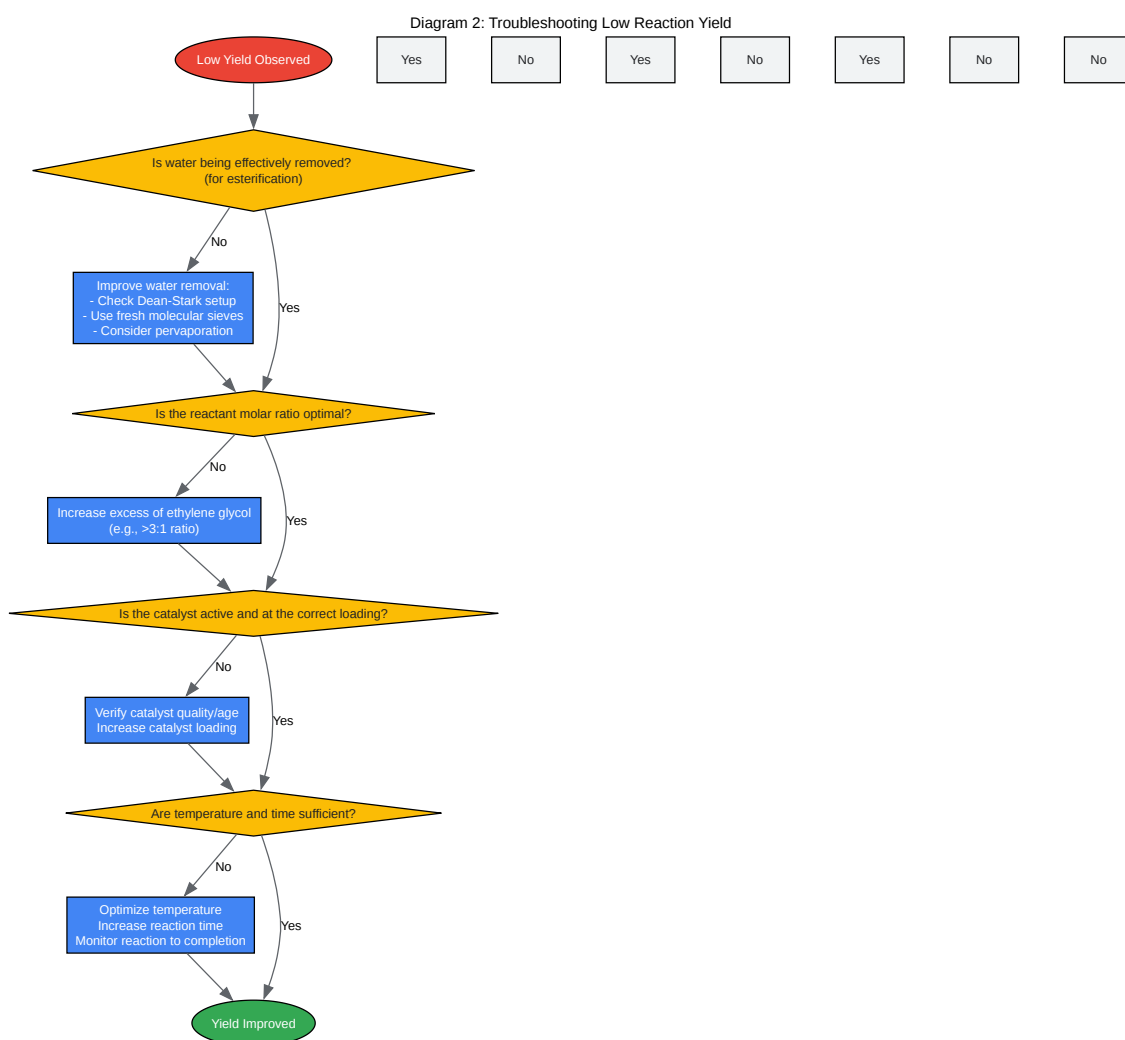 Diagram 2: Troubleshooting Low Reaction Yield
Low Yield Observed
Yes
No
Yes
No
Yes
No
No
Is water being effectively removed?
(for esterification)
No
Improve water removal:
- Check Dean-Stark setup
- Use fresh molecular sieves
- Consider pervaporation
Yes
Is the reactant molar ratio optimal?
No
Increase excess of ethylene glycol
(e.g., >3:1 ratio)
Yes
Is the catalyst active and at the correct loading?
No
Verify catalyst quality/age
Increase catalyst loading
Yes
Are temperature and time sufficient?
No
Optimize temperature
Increase reaction time
Monitor reaction to completion
Yes
Yield Improved